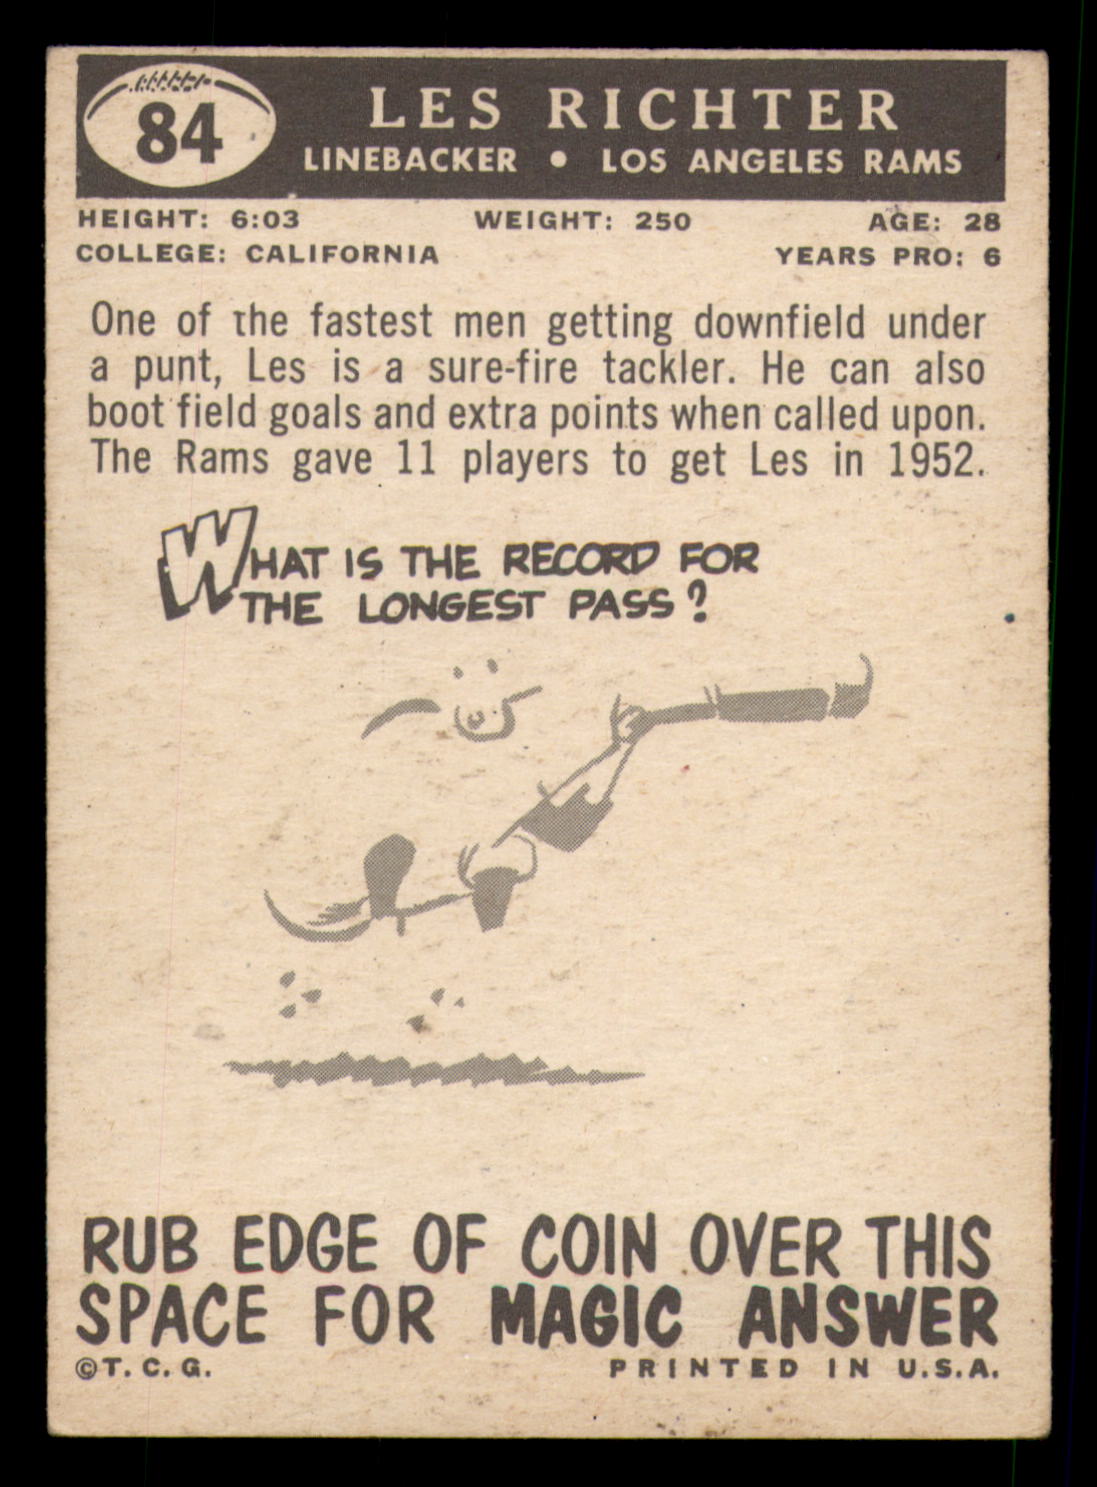 84
LES RICHTER
LINEBACKER • LOS ANGELES RAMS
HEIGHT: 6:03 WEIGHT: 250 AGE: 28
COLLEGE: CALIFORNIA YEARS PRO: 6
One of the fastest men getting downfield under
a punt, Les is a sure-fire tackler. He can also
boot field goals and extra points when called upon.
The Rams gave 11 players to get Les in 1952.
WHAT IS THE RECORD FOR
THE LONGEST PASS?
RUB EDGE OF COIN OVER THIS
SPACE FOR MAGIC ANSWER
©T. C. G. PRINTED IN U.S.A.